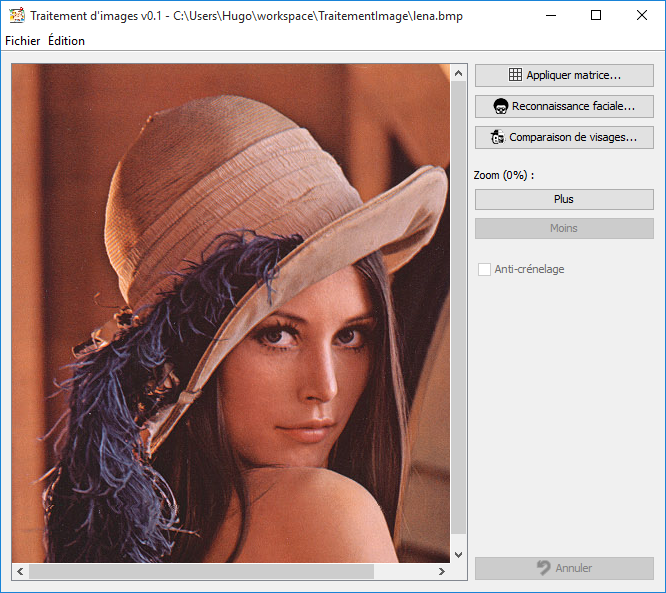 Traitement d'images v0.1 - C:\Users\Hugo\workspace\TraitementImage\lena.bmp
Fichier Édition
Appliquer matrice...
Reconnaissance faciale...
Comparaison de visages...
Zoom (0%) :
Plus
Moins
Anti-crénelage
Annuler